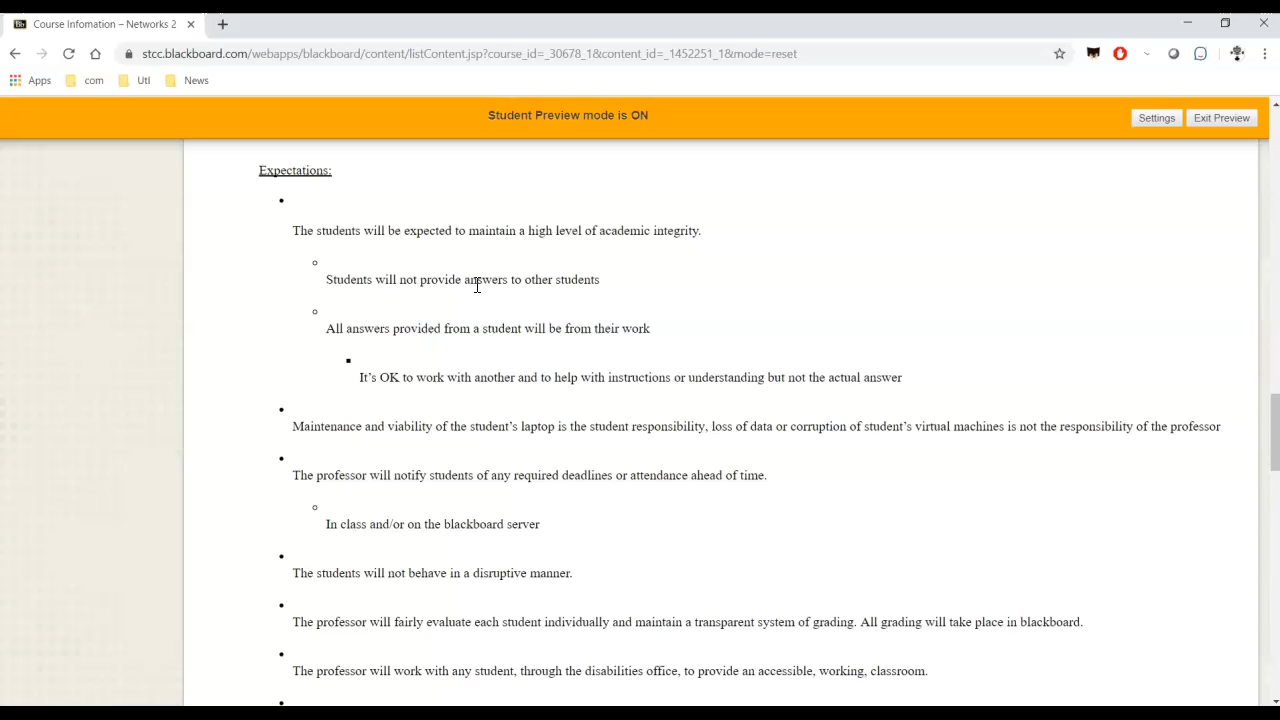 Course Infomation – Networks 2
stcc.blackboard.com/webapps/blackboard/content/listContent.jsp?course_id=_30678_1&content_id=_1452251_1&mode=reset
Apps com Utl News
Student Preview mode is ON
Settings Exit Preview
Expectations:
The students will be expected to maintain a high level of academic integrity.
Students will not provide answers to other students
All answers provided from a student will be from their work
It’s OK to work with another and to help with instructions or understanding but not the actual answer
Maintenance and viability of the student’s laptop is the student responsibility, loss of data or corruption of student’s virtual machines is not the responsibility of the professor
The professor will notify students of any required deadlines or attendance ahead of time.
In class and/or on the blackboard server
The students will not behave in a disruptive manner.
The professor will fairly evaluate each student individually and maintain a transparent system of grading. All grading will take place in blackboard.
The professor will work with any student, through the disabilities office, to provide an accessible, working, classroom.